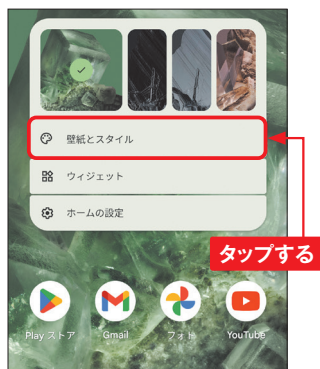 壁紙とスタイル
ウィジェット
ホームの設定
タップする
Play ストア
Gmail
フォト
YouTube